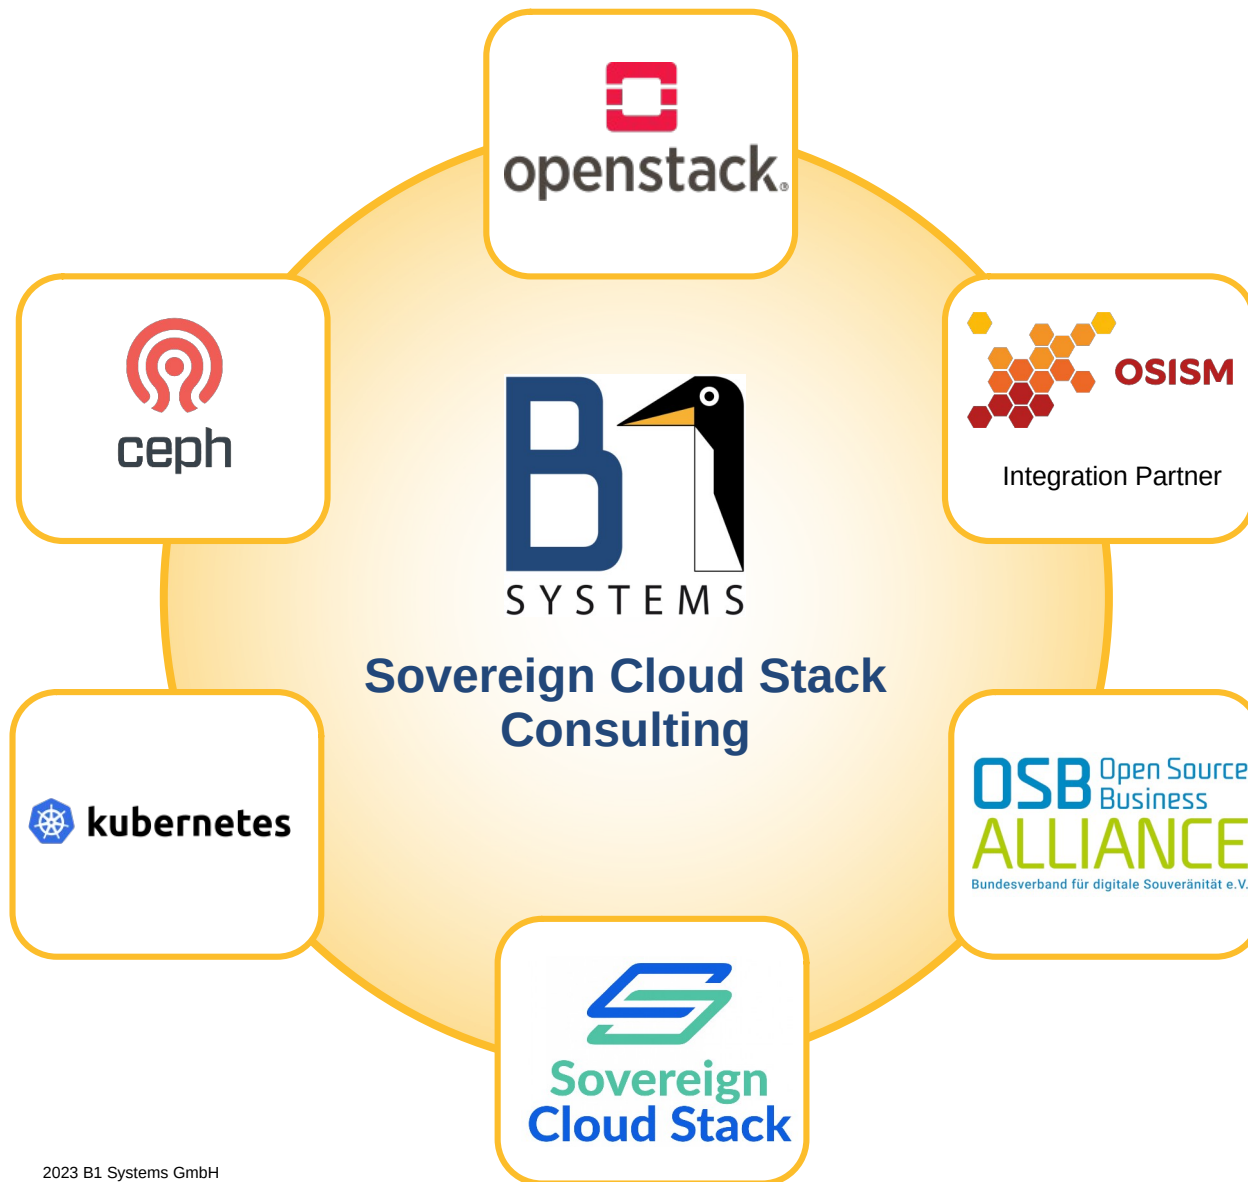 openstack®
ceph
OSISM
Integration Partner
B1
SYSTEMS
Sovereign Cloud Stack
Consulting
kubernetes
OSB Open Source
Business
ALLIANCE
Bundesverband für digitale Souveränität e.V.
Sovereign
Cloud Stack
2023 B1 Systems GmbH